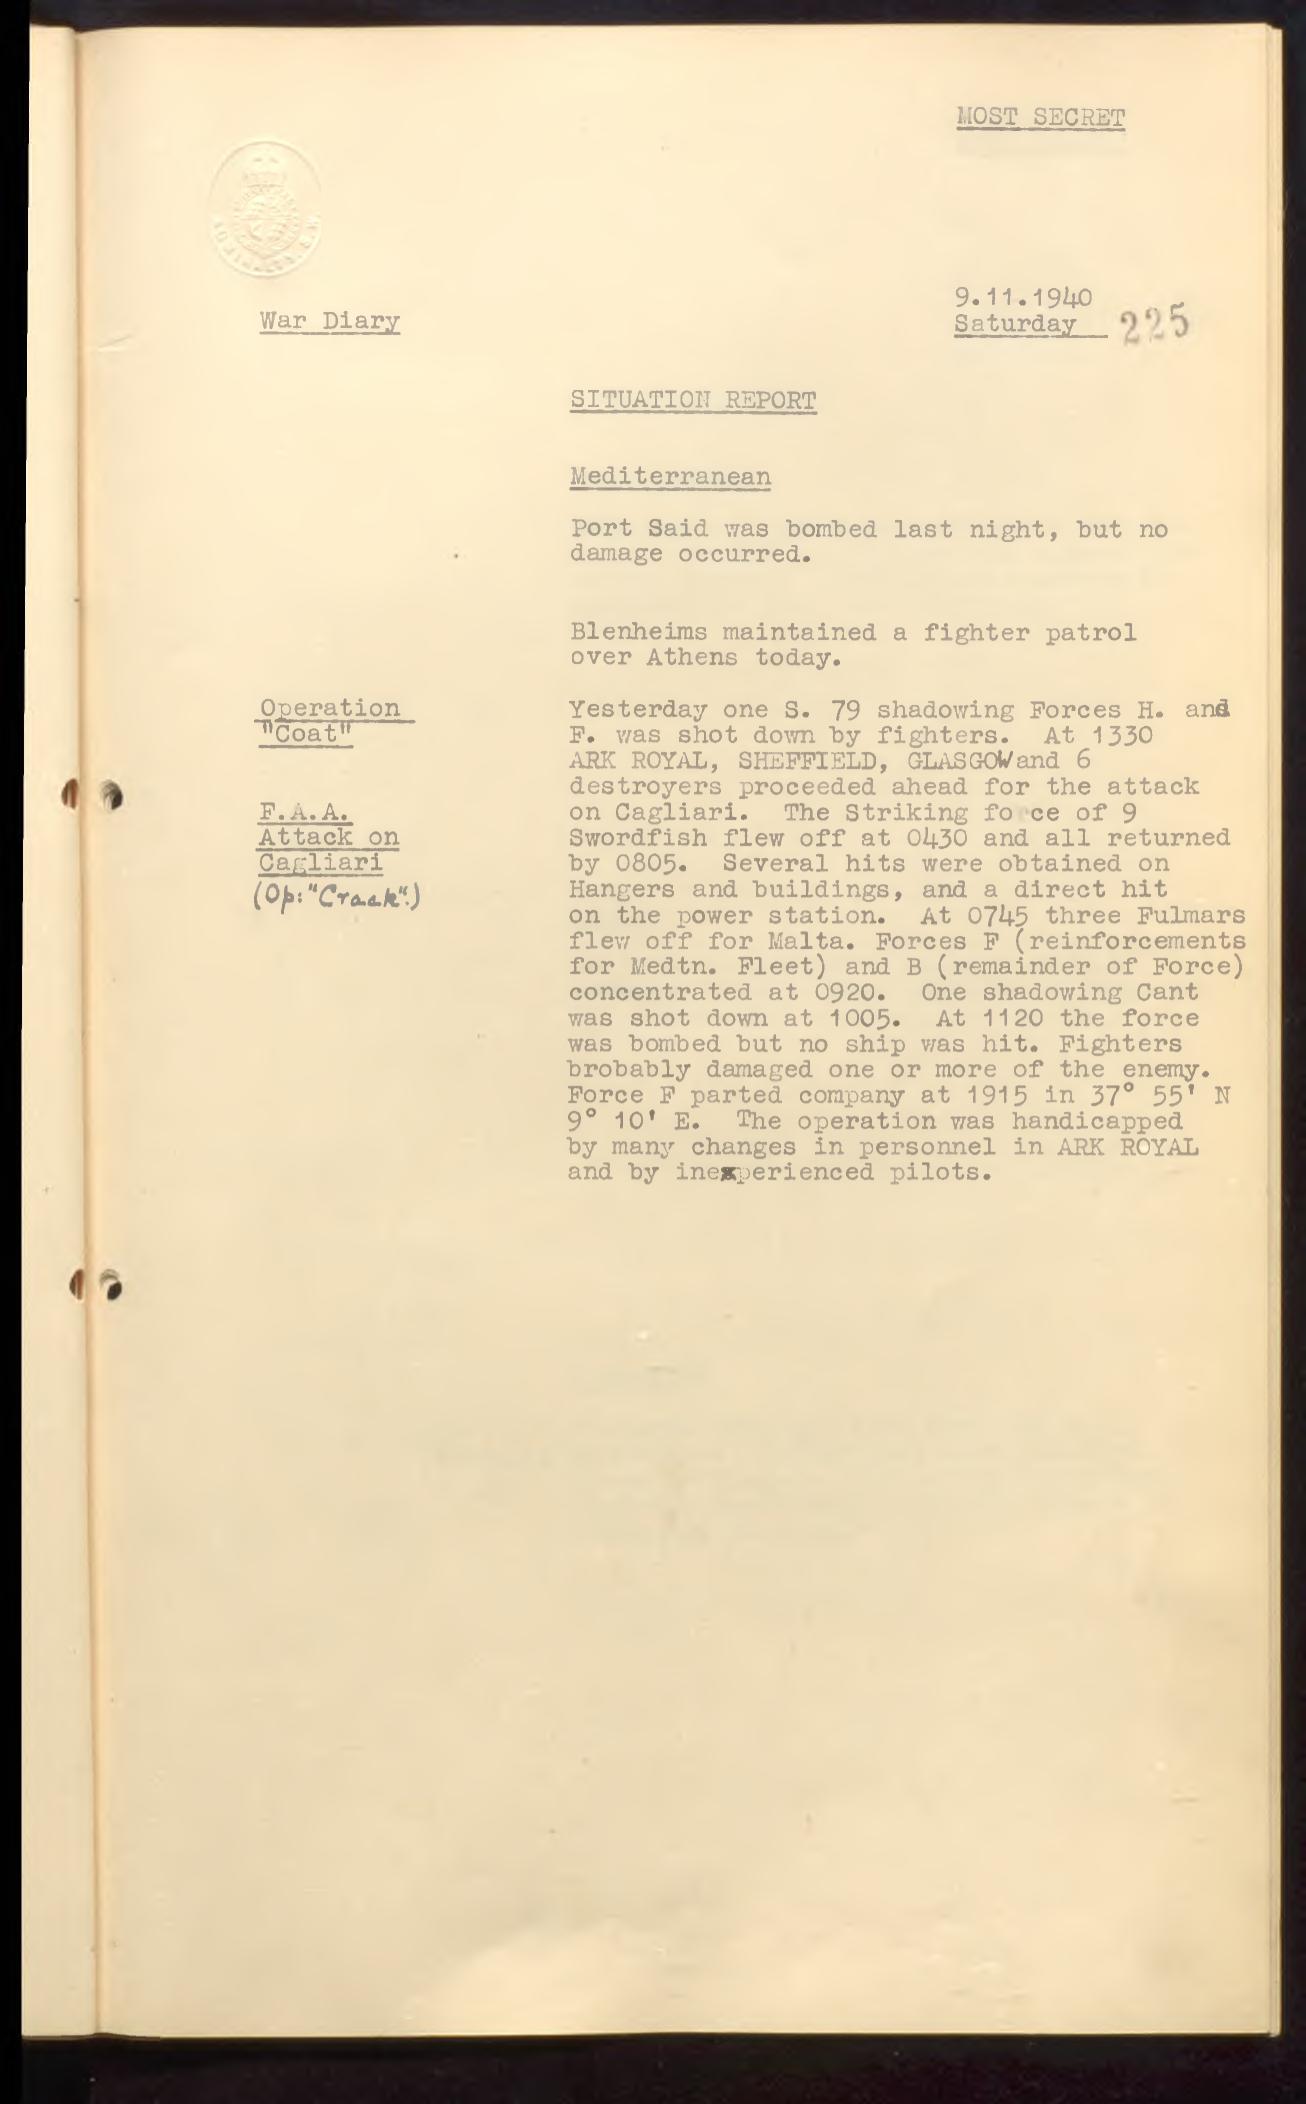 MOST SECRET
9.11.1940
War Diary
Saturday 225
SITUATION REPORT
Mediterranean
Port Said was bombed last night, but no
damage occurred.
Blenheims maintained a fighter patrol
over Athens today.
Operation
"Coat"
F.A.A.
Attack on
Cagliari
(Op: "Crack".)
Yesterday one S. 79 shadowing Forces H. and
F. was shot down by fighters. At 1330
ARK ROYAL, SHEFFIELD, GLASGOW and 6
destroyers proceeded ahead for the attack
on Cagliari. The Striking fo ce of 9
Swordfish flew off at 0430 and all returned
by 0805. Several hits were obtained on
Hangers and buildings, and a direct hit
on the power station. At 0745 three Fulmars
flew off for Malta. Forces F (reinforcements
for Medtn. Fleet) and B (remainder of Force)
concentrated at 0920. One shadowing Cant
was shot down at 1005. At 1120 the force
was bombed but no ship was hit. Fighters
brobably damaged one or more of the enemy.
Force F parted company at 1915 in 37° 55' N
9° 10' E. The operation was handicapped
by many changes in personnel in ARK ROYAL
and by inexperienced pilots.